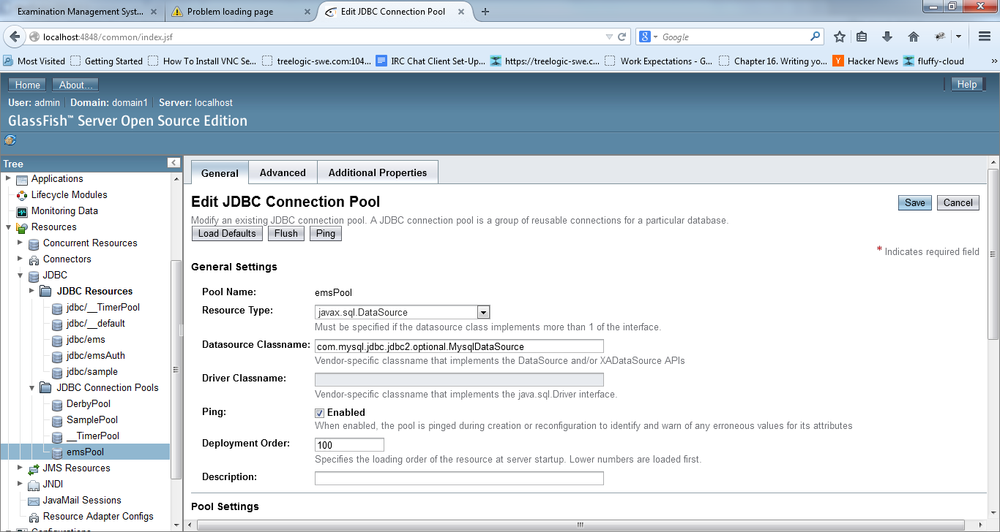 Examination Management Syst...
Problem loading page
Edit JDBC Connection Pool
localhost:4848/common/index.jsf
Google
Most Visited
Getting Started
How To Install VNC Se...
treelogic-swe.com:104...
IRC Chat Client Set-Up...
https://treelogic-swe.c...
Work Expectations - G...
Chapter 16. Writing yo...
Hacker News
fluffy-cloud
Home
About...
Help
User: admin
Domain: domain1
Server: localhost
GlassFish™ Server Open Source Edition
Tree
Applications
Lifecycle Modules
Monitoring Data
Resources
Concurrent Resources
Connectors
JDBC
JDBC Resources
jdbc/__TimerPool
jdbc/__default
jdbc/ems
jdbc/emsAuth
jdbc/sample
JDBC Connection Pools
DerbyPool
SamplePool
__TimerPool
emsPool
JMS Resources
JNDI
JavaMail Sessions
Resource Adapter Configs
General
Advanced
Additional Properties
Edit JDBC Connection Pool
Save
Cancel
Modify an existing JDBC connection pool. A JDBC connection pool is a group of reusable connections for a particular database.
Load Defaults
Flush
Ping
* Indicates required field
General Settings
Pool Name:
emsPool
Resource Type:
javax.sql.DataSource
Must be specified if the datasource class implements more than 1 of the interface.
Datasource Classname:
com.mysql.jdbc.jdbc2.optional.MysqlDataSource
Vendor-specific classname that implements the DataSource and/or XADataSource APIs
Driver Classname:
Vendor-specific classname that implements the java.sql.Driver interface.
Ping:
Enabled
When enabled, the pool is pinged during creation or reconfiguration to identify and warn of any erroneous values for its attributes
Deployment Order:
100
Specifies the loading order of the resource at server startup. Lower numbers are loaded first.
Description:
Pool Settings